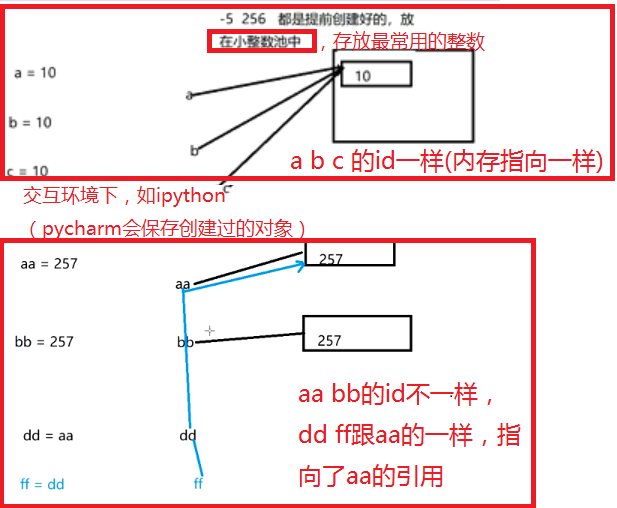 -5 256 都是提前创建好的，放
在小整数池中，存放最常用的整数
a = 10
10
a
b = 10
b
a b c 的id一样(内存指向一样)
c = 10
c
交互环境下，如ipython
（pycharm会保存创建过的对象）
aa = 257
257
aa
bb = 257
bb
257
aa bb的id不一样，
dd ff跟aa的一样，指
向了aa的引用
dd = aa
dd
ff = dd
ff